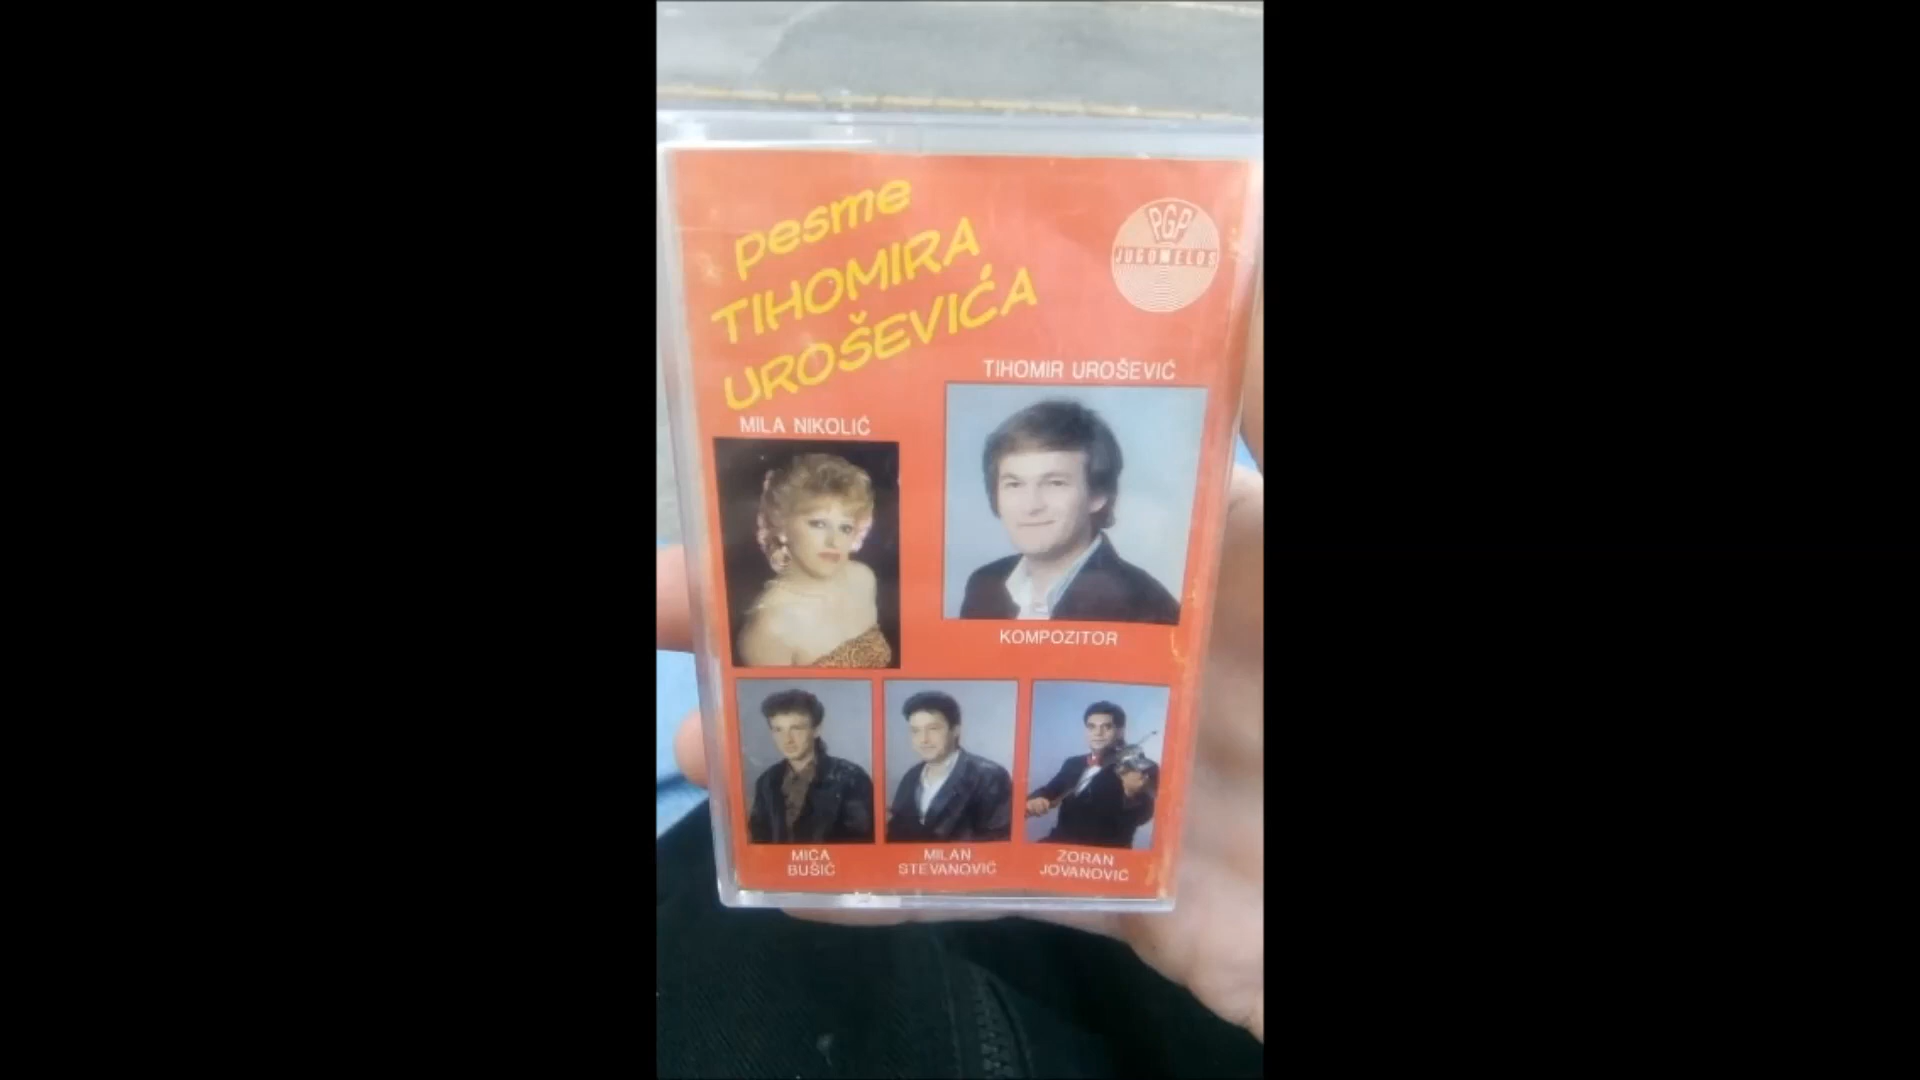 pesme
TIHOMIRA
UROŠEVIĆA
PGP
JUGOMELOS
TIHOMIR UROŠEVIĆ
MILA NIKOLIĆ
KOMPOZITOR
MIĆA
BUŠIĆ
MILAN
STEVANOVIĆ
ZORAN
JOVANOVIĆ